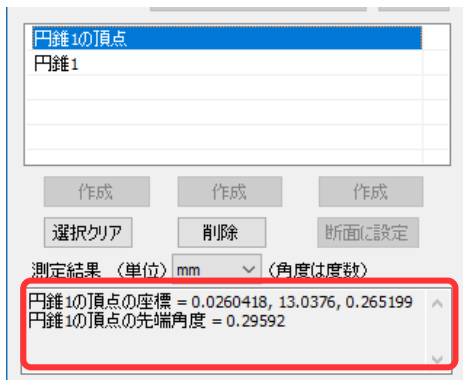 円錐1の頂点
円錐1
作成 作成 作成
選択クリア 削除 断面に設定
測定結果 (単位) mm (角度は度数)
円錐1の頂点の座標 = 0.0260418, 13.0376, 0.265199
円錐1の頂点の先端角度 = 0.29592